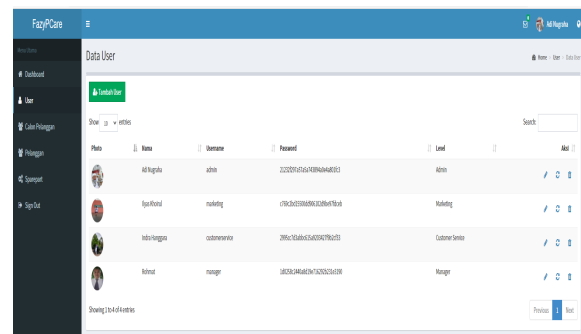 FazyPCare
Adi Nugraha
Menu Utama
Dashboard
User
Calon Pelanggan
Pelanggan
Sparepart
Sign Out
Data User
Home > User > Data User
Tambah User
Show 10 entries
Search:
Photo Nama Username Password Level Aksi
Adi Nugraha admin Admin
Ilyas Khoirul marketing Marketing
Indra Hanggara customerservice Customer Service
Rohmat manager Manager
Showing 1 to 4 of 4 entries
Previous 1 Next